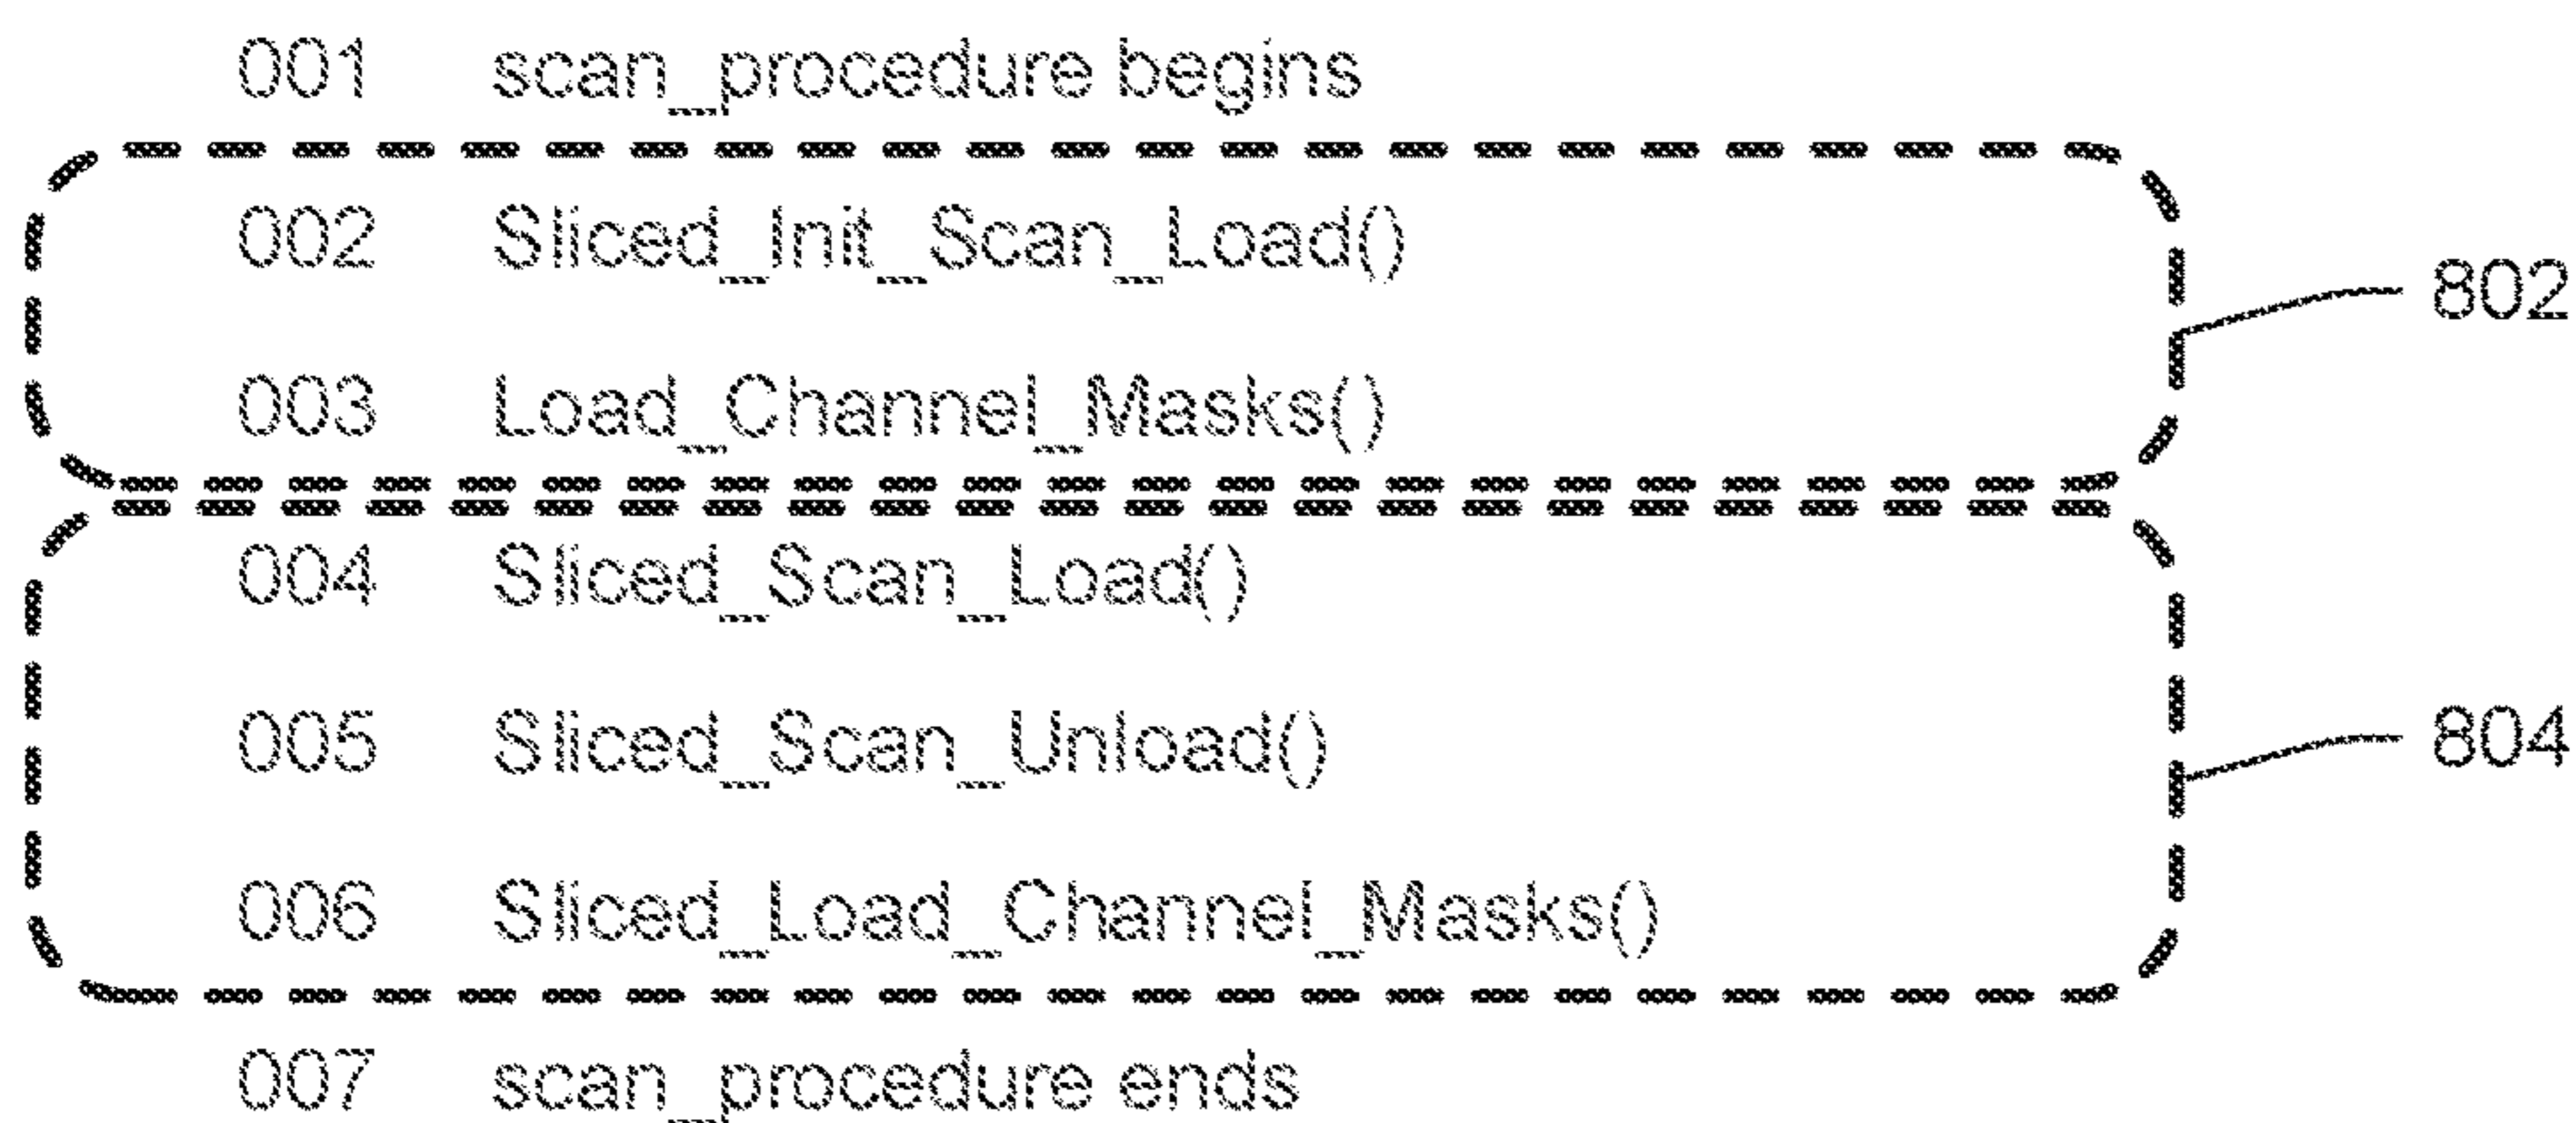 001 scan_procedure begins
002 Sliced_Init_Scan_Load()
802
003 Load_Channel_Masks()
004 Sliced_Scan_Load()
005 Sliced_Scan_Unload()
804
006 Sliced_Load_Channel_Masks()
007 scan_procedure ends